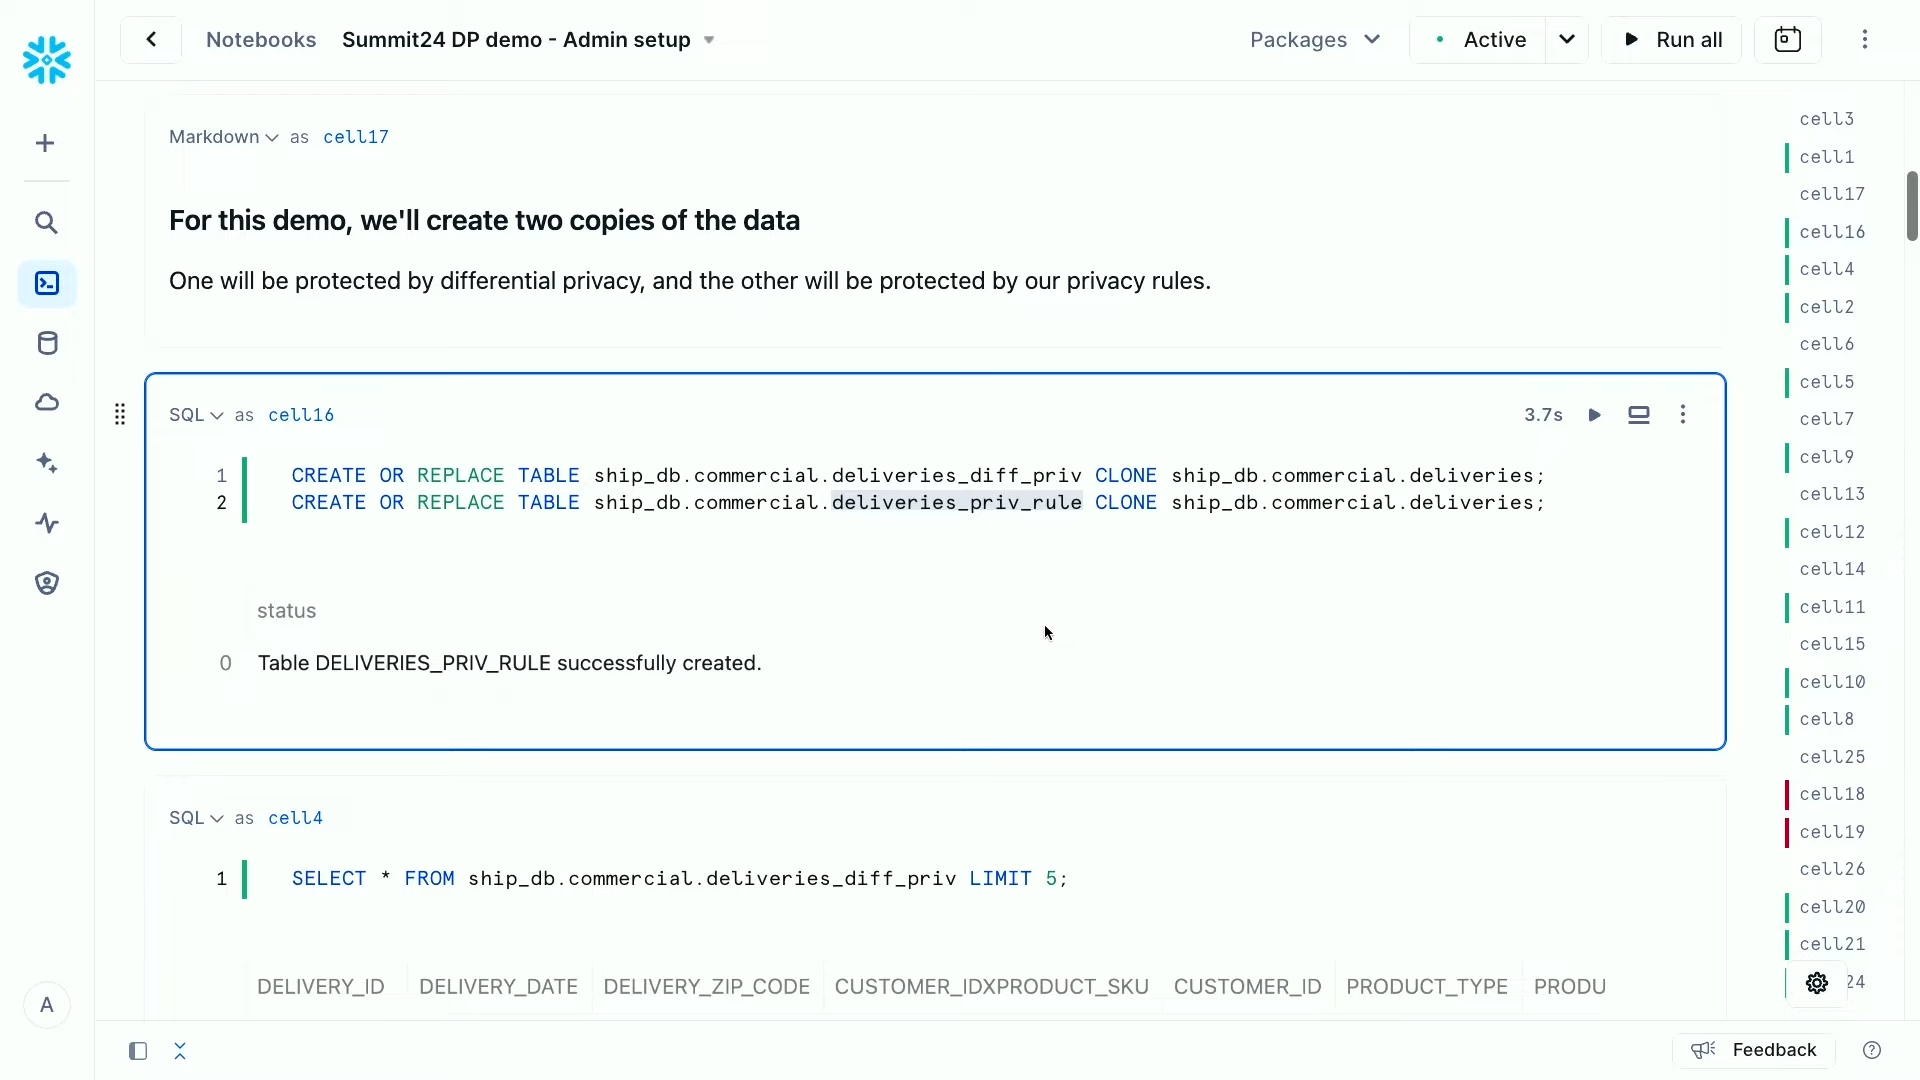 Notebooks
Summit24 DP demo - Admin setup
Packages
Active
Run all
Markdown as cell17
For this demo, we'll create two copies of the data
One will be protected by differential privacy, and the other will be protected by our privacy rules.
SQL as cell16
3.7s
1 CREATE OR REPLACE TABLE ship_db.commercial.deliveries_diff_priv CLONE ship_db.commercial.deliveries;
2 CREATE OR REPLACE TABLE ship_db.commercial.deliveries_priv_rule CLONE ship_db.commercial.deliveries;
status
0 Table DELIVERIES_PRIV_RULE successfully created.
SQL as cell4
1 SELECT * FROM ship_db.commercial.deliveries_diff_priv LIMIT 5;
DELIVERY_ID DELIVERY_DATE DELIVERY_ZIP_CODE CUSTOMER_IDXPRODUCT_SKU CUSTOMER_ID PRODUCT_TYPE PRODU
cell3
cell1
cell17
cell16
cell4
cell2
cell6
cell5
cell7
cell9
cell13
cell12
cell14
cell11
cell15
cell10
cell8
cell25
cell18
cell19
cell26
cell20
cell21
24
A
Feedback